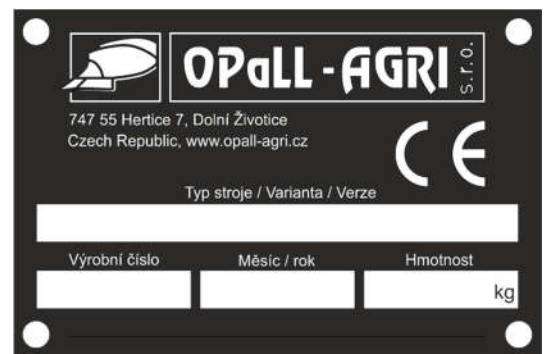 OPaLL - AGRI s.r.o.
747 55 Hertice 7, Dolní Životice
Czech Republic, www.opall-agri.cz
CE
Typ stroje / Varianta / Verze
Výrobní číslo Měsíc / rok Hmotnost
kg